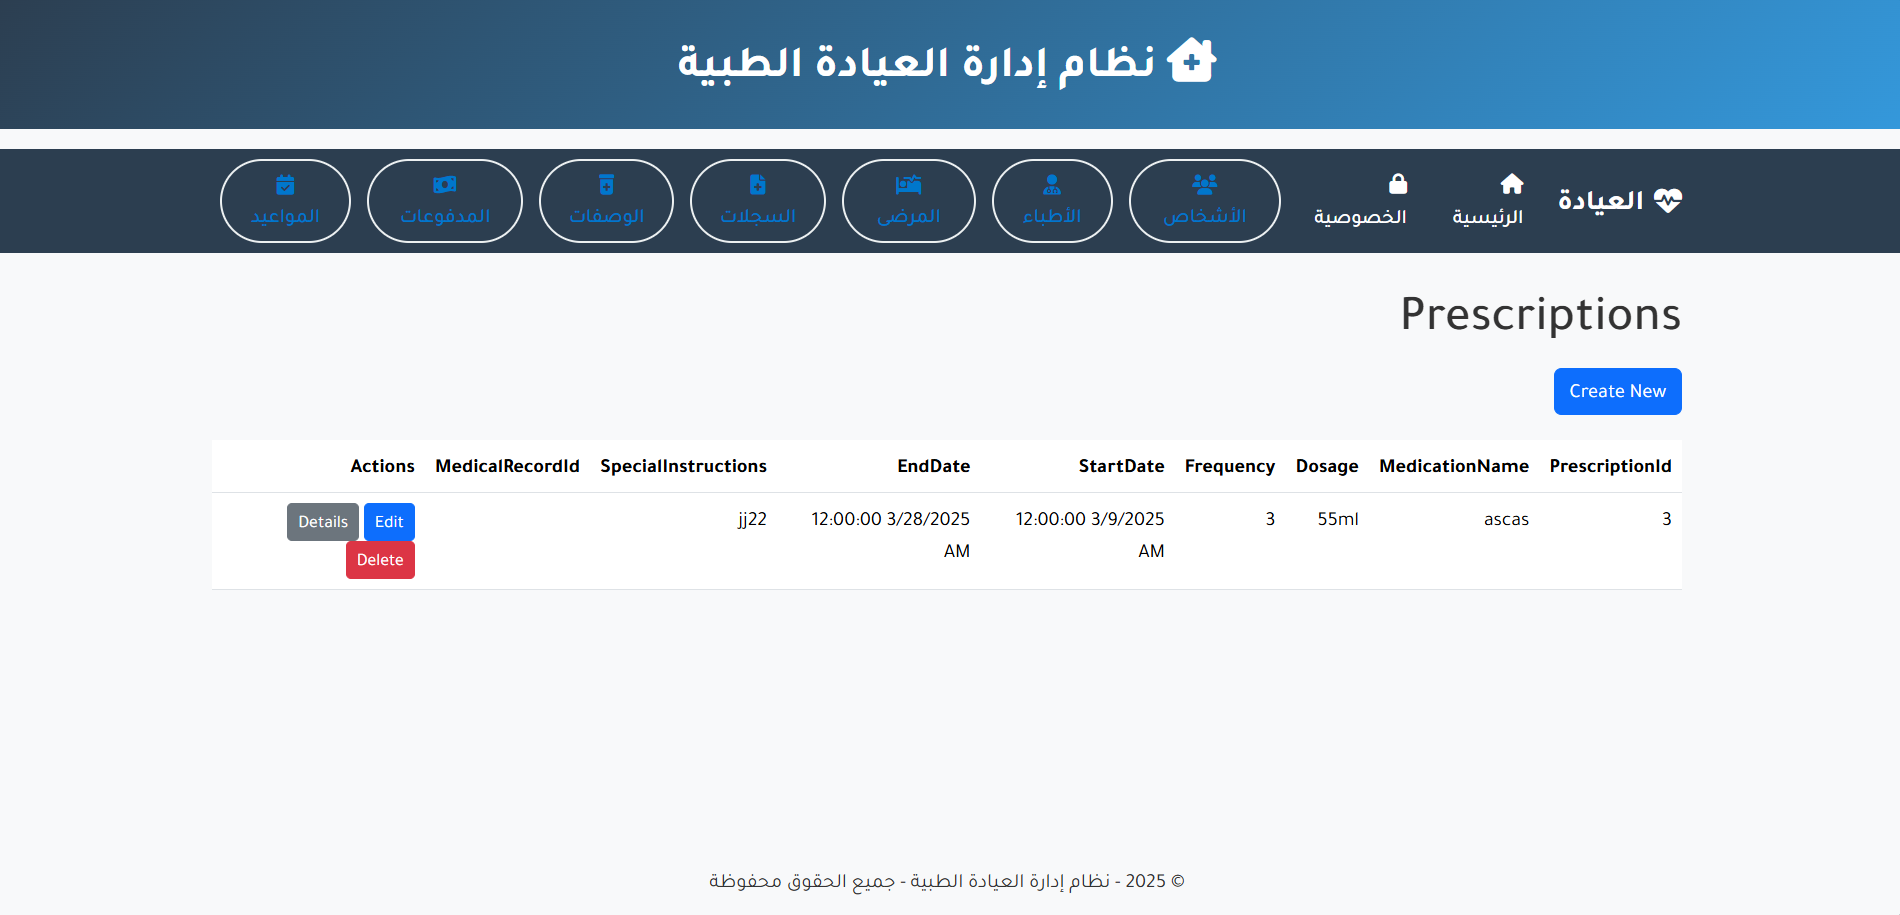 نظام إدارة العيادة الطبية
العيادة
الرئيسية
الخصوصية
الأشخاص
الأطباء
المرضى
السجلات
الوصفات
المدفوعات
المواعيد
Prescriptions
Create New
PrescriptionId MedicationName Dosage Frequency StartDate EndDate SpecialInstructions MedicalRecordId Actions
3 ascas 55ml 3 12:00:00 3/9/2025 AM 12:00:00 3/28/2025 AM jj22 Edit Details
Delete
© 2025 - نظام إدارة العيادة الطبية - جميع الحقوق محفوظة